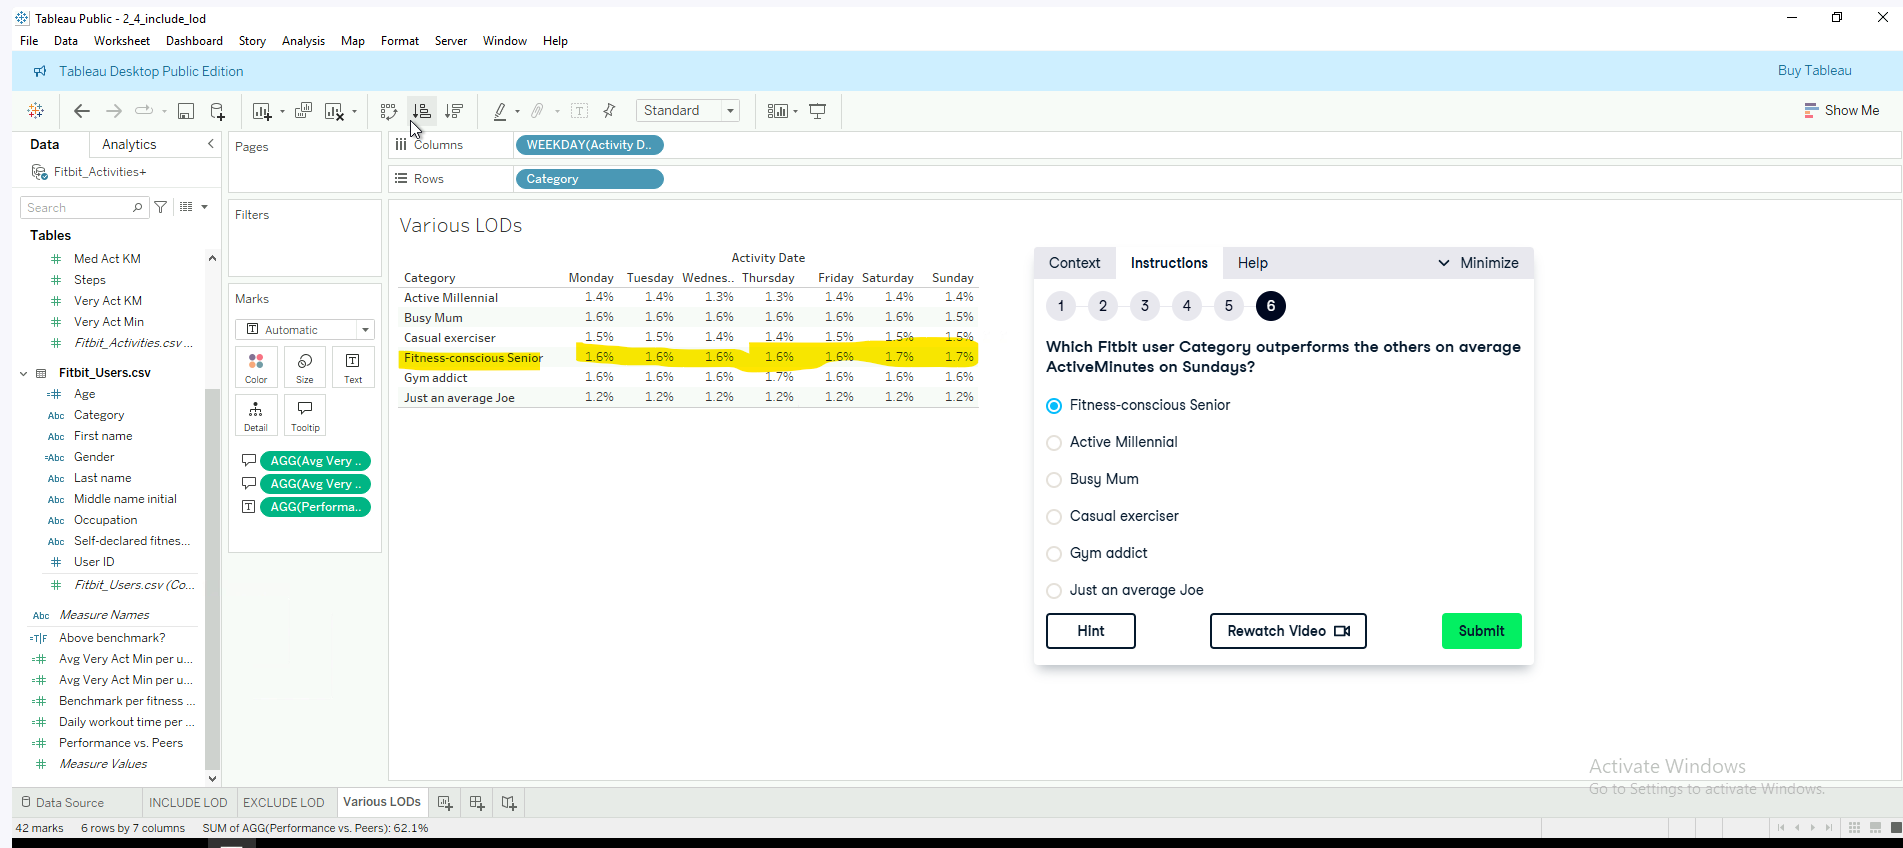 Tableau Public - 2_4_include_lod
File Data Worksheet Dashboard Story Analysis Map Format Server Window Help
Tableau Desktop Public Edition
Buy Tableau
Standard
Show Me
Data Analytics
Pages
Columns WEEKDAY(Activity D..
Fitbit_Activities+
Rows Category
Search
Filters
Tables
Med Act KM
Steps
Very Act KM
Very Act Min
Fitbit_Activities.csv ...
Fitbit_Users.csv
Age
Abc Category
Abc First name
Abc Gender
Abc Last name
Abc Middle name initial
Abc Occupation
Abc Self-declared fitnes...
User ID
Fitbit_Users.csv (Co...
Abc Measure Names
T|F Above benchmark?
Avg Very Act Min per u...
Avg Very Act Min per u...
Benchmark per fitness ...
Daily workout time per ...
Performance vs. Peers
Measure Values
Marks
Automatic
Color Size Text
Detail Tooltip
AGG(Avg Very ..
AGG(Avg Very ..
AGG(Performa..
Various LODs
Activity Date
Category Monday Tuesday Wednes.. Thursday Friday Saturday Sunday
Active Millennial 1.4% 1.4% 1.3% 1.3% 1.4% 1.4% 1.4%
Busy Mum 1.6% 1.6% 1.6% 1.6% 1.6% 1.6% 1.5%
Casual exerciser 1.5% 1.5% 1.4% 1.4% 1.5% 1.5% 1.5%
Fitness-conscious Senior 1.6% 1.6% 1.6% 1.6% 1.6% 1.7% 1.7%
Gym addict 1.6% 1.6% 1.6% 1.7% 1.6% 1.6% 1.6%
Just an average Joe 1.2% 1.2% 1.2% 1.2% 1.2% 1.2% 1.2%
Context Instructions Help Minimize
1 2 3 4 5 6
Which Fitbit user Category outperforms the others on average
ActiveMinutes on Sundays?
Fitness-conscious Senior
Active Millennial
Busy Mum
Casual exerciser
Gym addict
Just an average Joe
Hint Rewatch Video Submit
Activate Windows
Go to Settings to activate Windows.
Data Source INCLUDE LOD EXCLUDE LOD Various LODs
42 marks 6 rows by 7 columns SUM of AGG(Performance vs. Peers): 62.1%